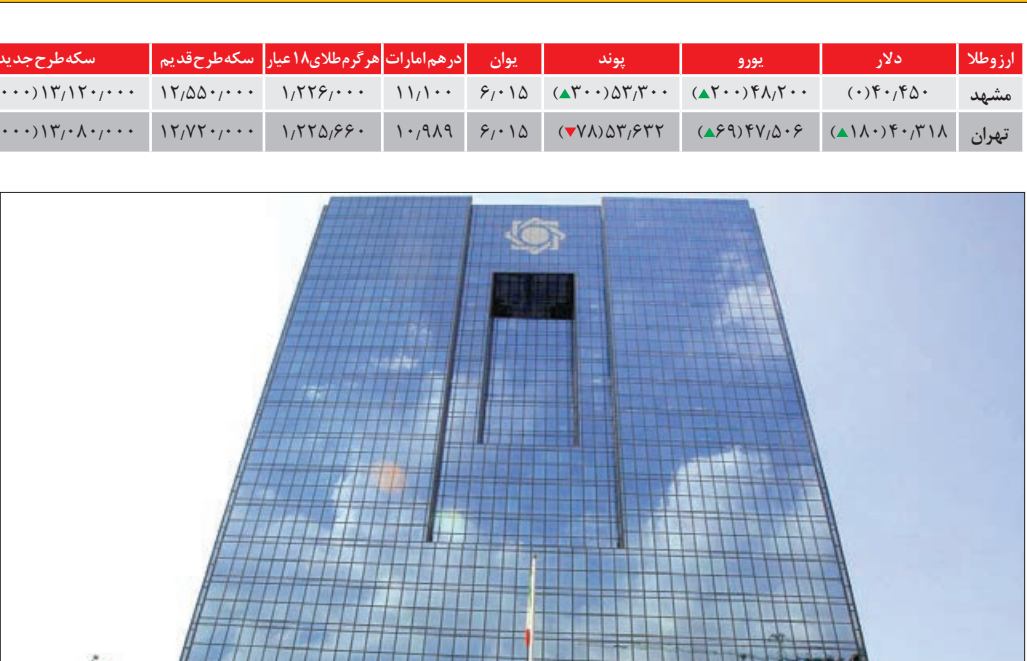 ارز و طلا دلار یورو پوند یوان درهم امارات هر گرم طلای ۱۸ عیار سکه طرح قدیم سکه طرح جدید
مشهد ۴۰,۴۵۰(۰) ۴۸,۲۰۰(۲۰۰▲) ۵۳,۳۰۰(۳۰۰▲) ۶,۰۱۵ ۱۱,۱۰۰ ۱,۲۲۶,۰۰۰ ۱۲,۵۵۰,۰۰۰ ۱۳,۱۲۰,۰۰۰
تهران ۴۰,۳۱۸(۱۸۰▲) ۴۷,۵۰۶(۶۹▲) ۵۳,۶۳۲(۷۸▼) ۶,۰۱۵ ۱۰,۹۸۹ ۱,۲۲۵,۶۶۰ ۱۲,۷۲۰,۰۰۰ ۱۳,۰۸۰,۰۰۰